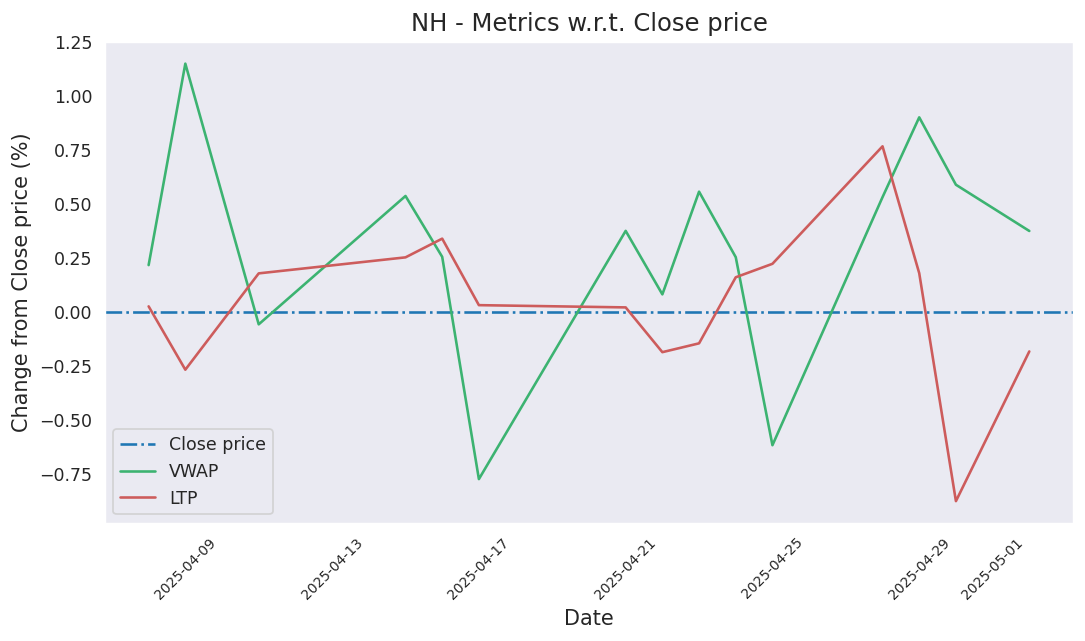 NH - Metrics w.r.t. Close price
Change from Close price (%)
1.25
1.00
0.75
0.50
0.25
0.00
−0.25
−0.50
−0.75
Close price
VWAP
LTP
2025-04-09
2025-04-13
2025-04-17
2025-04-21
2025-04-25
2025-04-29
2025-05-01
Date